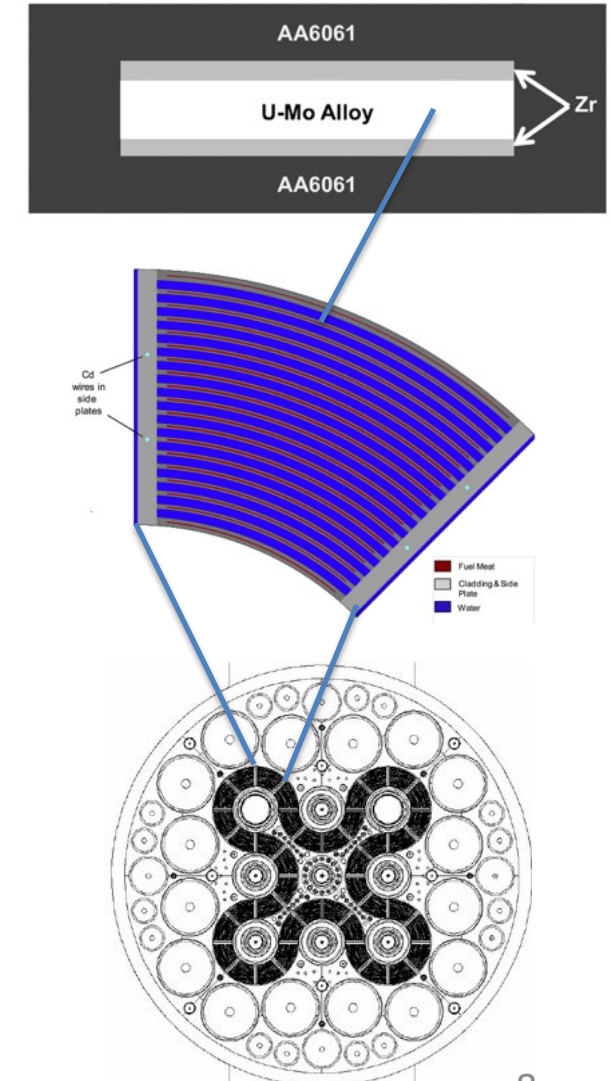 AA6061
U-Mo Alloy
Zr
AA6061
Cd
wires in
side
plates
Fuel Meat
Cladding & Side
Plate
Water